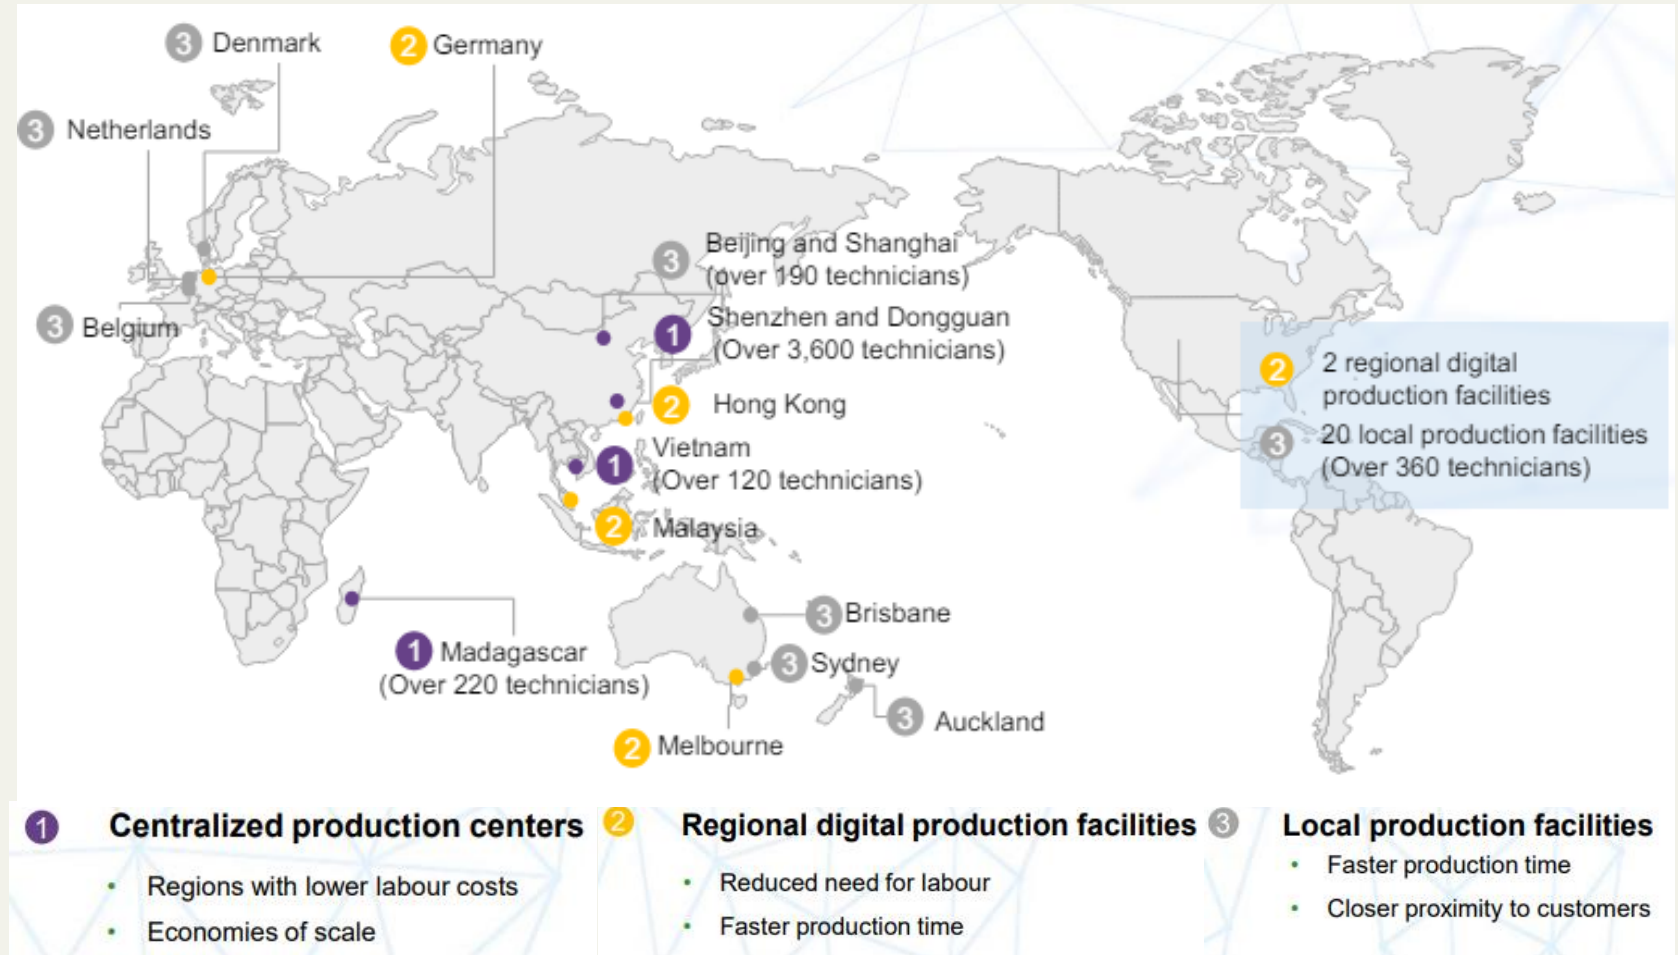 3 Denmark
2 Germany
3 Netherlands
3 Belgium
3 Beijing and Shanghai
(over 190 technicians)
1 Shenzhen and Dongguan
(Over 3,600 technicians)
2 Hong Kong
1 Vietnam
(Over 120 technicians)
2 Malaysia
1 Madagascar
(Over 220 technicians)
3 Brisbane
3 Sydney
3 Auckland
2 Melbourne
2 2 regional digital
production facilities
3 20 local production facilities
(Over 360 technicians)
1 Centralized production centers
• Regions with lower labour costs
• Economies of scale
2 Regional digital production facilities
• Reduced need for labour
• Faster production time
3 Local production facilities
• Faster production time
• Closer proximity to customers